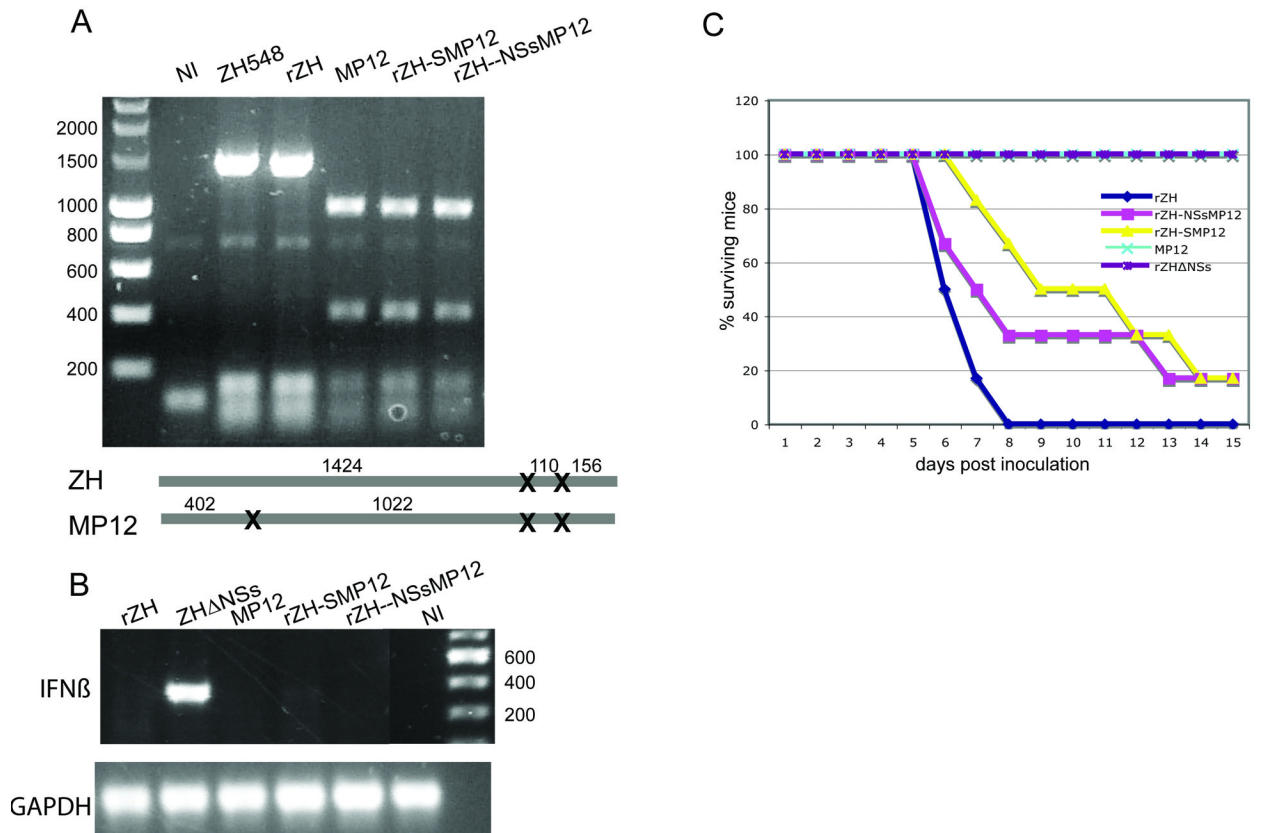 A
NI ZH548 rZH MP12 rZH-SMP12 rZH--NSsMP12
2000
1500
1000
800
600
400
200
1424 110 156
ZH X X
402 1022
MP12 X X X
B
rZH ZHΔNSs MP12 rZH-SMP12 rZH--NSsMP12 NI
IFNß
600
400
200
GAPDH
C
120
100
80
60
40
20
0
% surviving mice
1 2 3 4 5 6 7 8 9 10 11 12 13 14 15
days post inoculation
rZH
rZH-NSsMP12
rZH-SMP12
MP12
rZHΔNSs